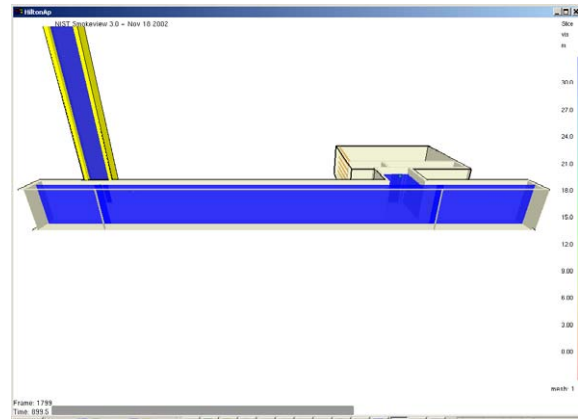 HiltonAp
NIST Smokeview 3.0 - Nov 18 2002
Slice
vis
m
30.0
27.0
24.0
21.0
18.0
15.0
12.0
9.00
6.00
3.00
0.00
mesh: 1
Frame: 1799
Time: 899.5